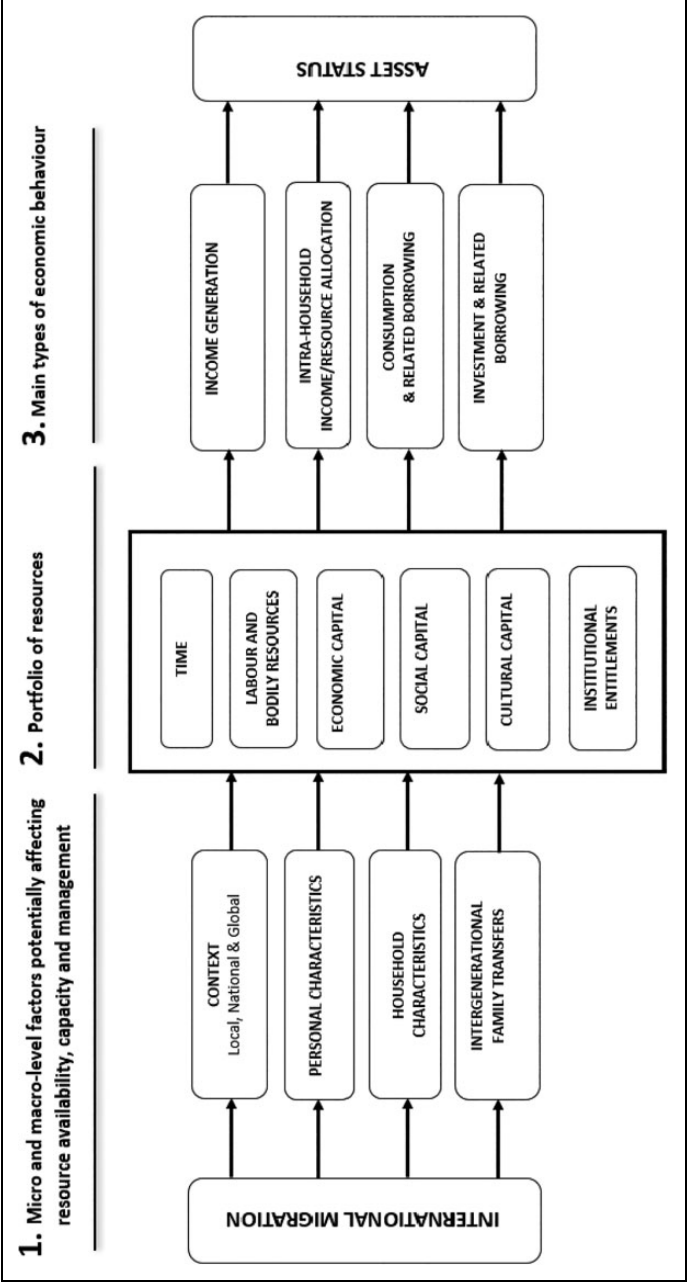 1. Micro and macro-level factors potentially affecting
resource availability, capacity and management
2. Portfolio of resources
3. Main types of economic behaviour
INTERNATIONAL MIGRATION
CONTEXT
Local, National & Global
PERSONAL CHARACTERISTICS
HOUSEHOLD
CHARACTERISTICS
INTERGENERATIONAL
FAMILY TRANSFERS
TIME
LABOUR AND
BODILY RESOURCES
ECONOMIC CAPITAL
SOCIAL CAPITAL
CULTURAL CAPITAL
INSTITUTIONAL
ENTITLEMENTS
INCOME GENERATION
INTRA-HOUSEHOLD
INCOME/RESOURCE ALLOCATION
CONSUMPTION
& RELATED BORROWING
INVESTMENT & RELATED
BORROWING
ASSET STATUS